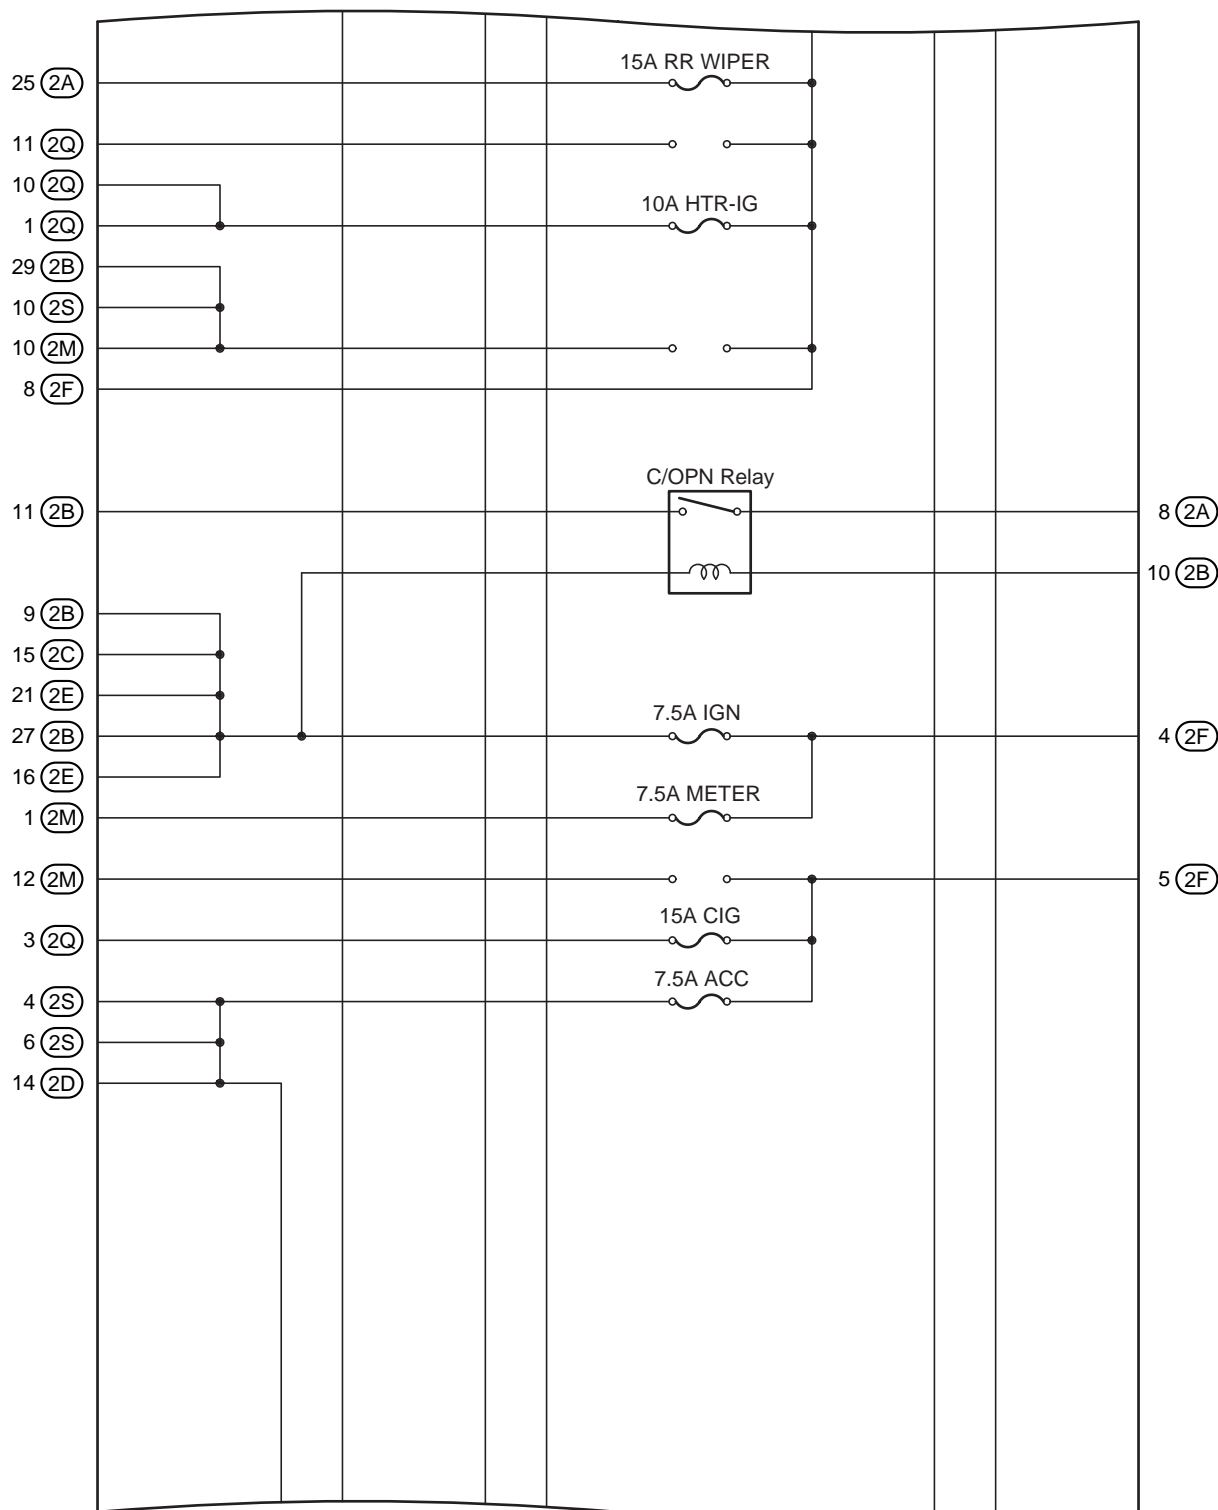 15A RR WIPER
25 2A
11 2Q
10 2Q
10A HTR-IG
1 2Q
29 2B
10 2S
10 2M
8 2F
C/OPN Relay
11 2B
8 2A
10 2B
9 2B
15 2C
21 2E
7.5A IGN
27 2B
4 2F
16 2E
7.5A METER
1 2M
12 2M
5 2F
15A CIG
3 2Q
7.5A ACC
4 2S
6 2S
14 2D